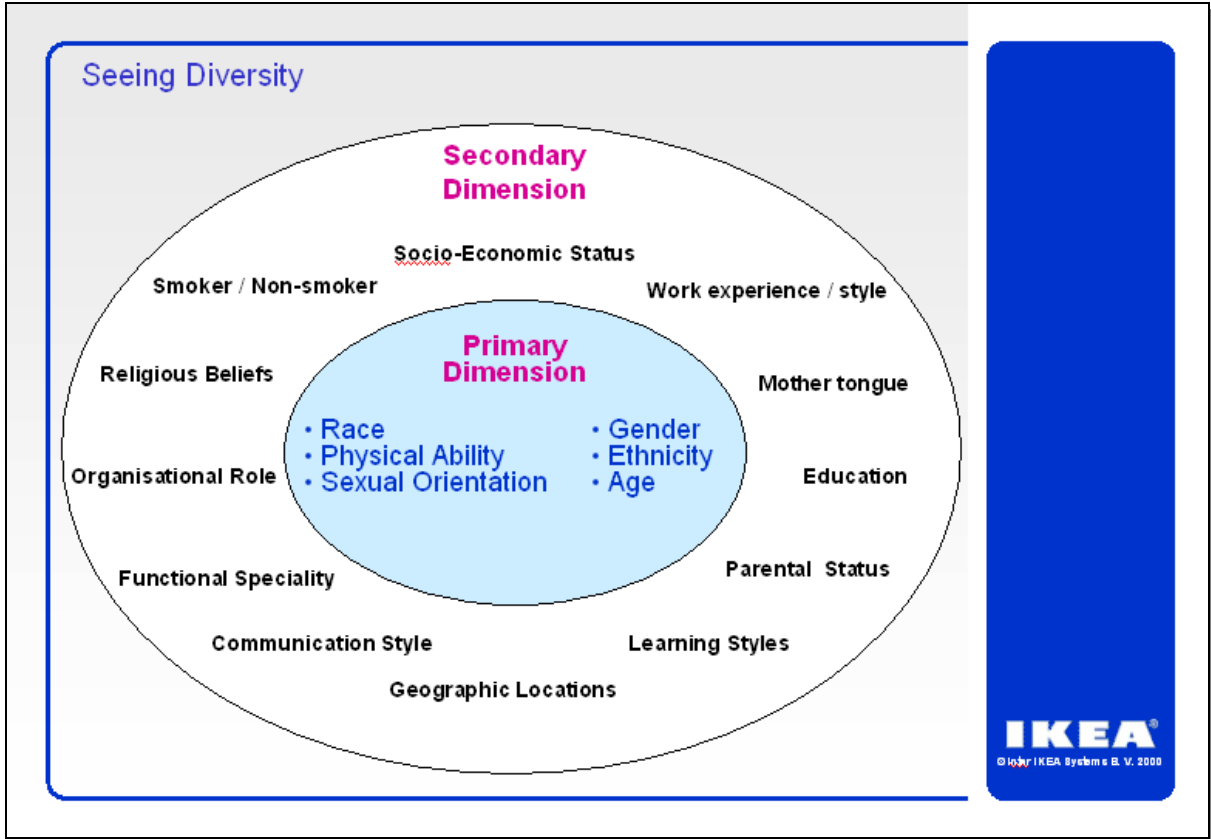 Seeing Diversity
Secondary
Dimension
Socio-Economic Status
Smoker / Non-smoker
Work experience / style
Primary
Dimension
Religious Beliefs
Mother tongue
• Race
• Physical Ability
• Sexual Orientation
• Gender
• Ethnicity
• Age
Organisational Role
Education
Functional Speciality
Parental Status
Communication Style
Learning Styles
Geographic Locations
IKEA®
© IKEA Systems B. V. 2000